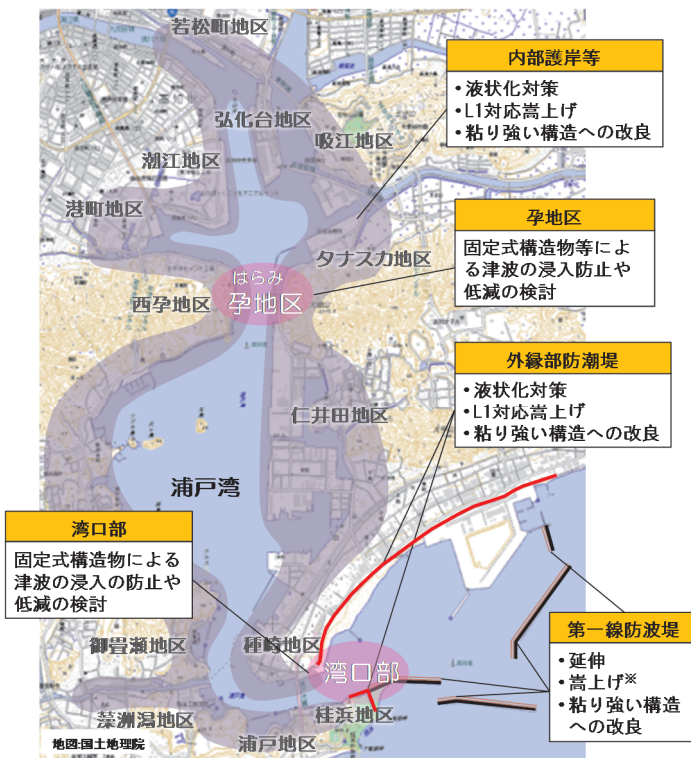 若松町地区
内部護岸等
・液状化対策
・L1対応嵩上げ
・粘り強い構造への改良
弘化台地区
吸江地区
潮江地区
港町地区
孕地区
固定式構造物等によ
る津波の浸入防止や
低減の検討
タナスカ地区
はらみ
孕地区
西孕地区
外縁部防潮堤
・液状化対策
・L1対応嵩上げ
・粘り強い構造への改良
仁井田地区
浦戸湾
湾口部
固定式構造物による
津波の浸入の防止や
低減の検討
第一線防波堤
・延伸
・嵩上げ※
・粘り強い構造
への改良
御畳瀬地区
種崎地区
湾口部
藻洲潟地区
桂浜地区
浦戸地区
地図:国土地理院